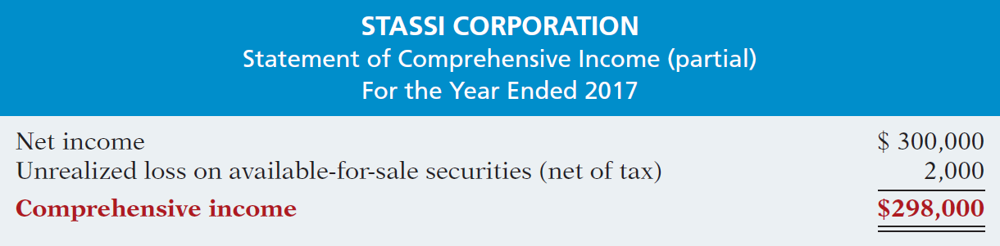 STASSI CORPORATION
Statement of Comprehensive Income (partial)
For the Year Ended 2017
Net income $ 300,000
Unrealized loss on available-for-sale securities (net of tax) 2,000
Comprehensive income $298,000